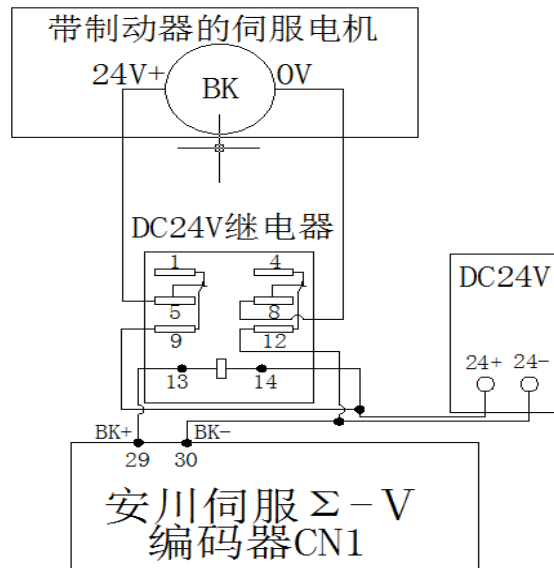 带制动器的伺服电机
24V+ BK 0V
DC24V继电器
1 4
DC24V
5 8
9 12
24+ 24-
13 14
BK+ BK-
29 30
安川伺服Σ-V
编码器CN1